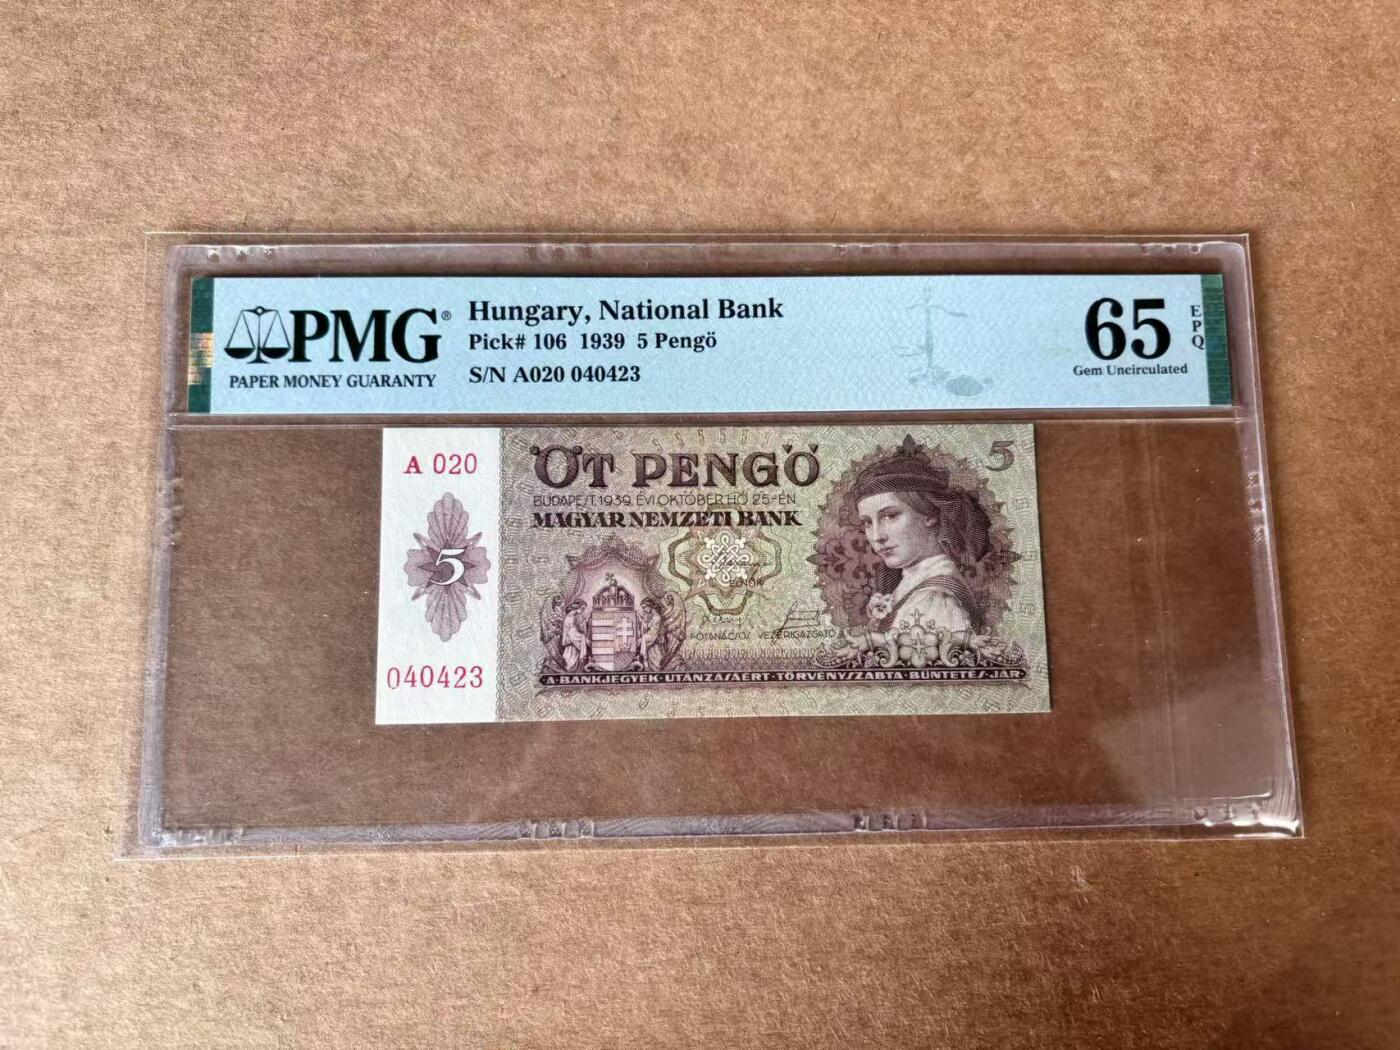 PMG®
PAPER MONEY GUARANTY
Hungary, National Bank
Pick# 106 1939 5 Pengö
S/N A020 040423
65
EPQ
Gem Uncirculated
A 020
5
040423
ÖT PENGŐ
BUDAPEST, 1939. ÉVI OKTÓBER HÓ 25-ÉN
MAGYAR NEMZETI BANK
ELNÖK
FŐTANÁCSOS VEZÉRIGAZGATÓ
·A·BANKJEGYEK·UTÁNZÁSÁÉRT·TÖRVÉNYSZABTA·BÜNTETÉS·JÁR·
5